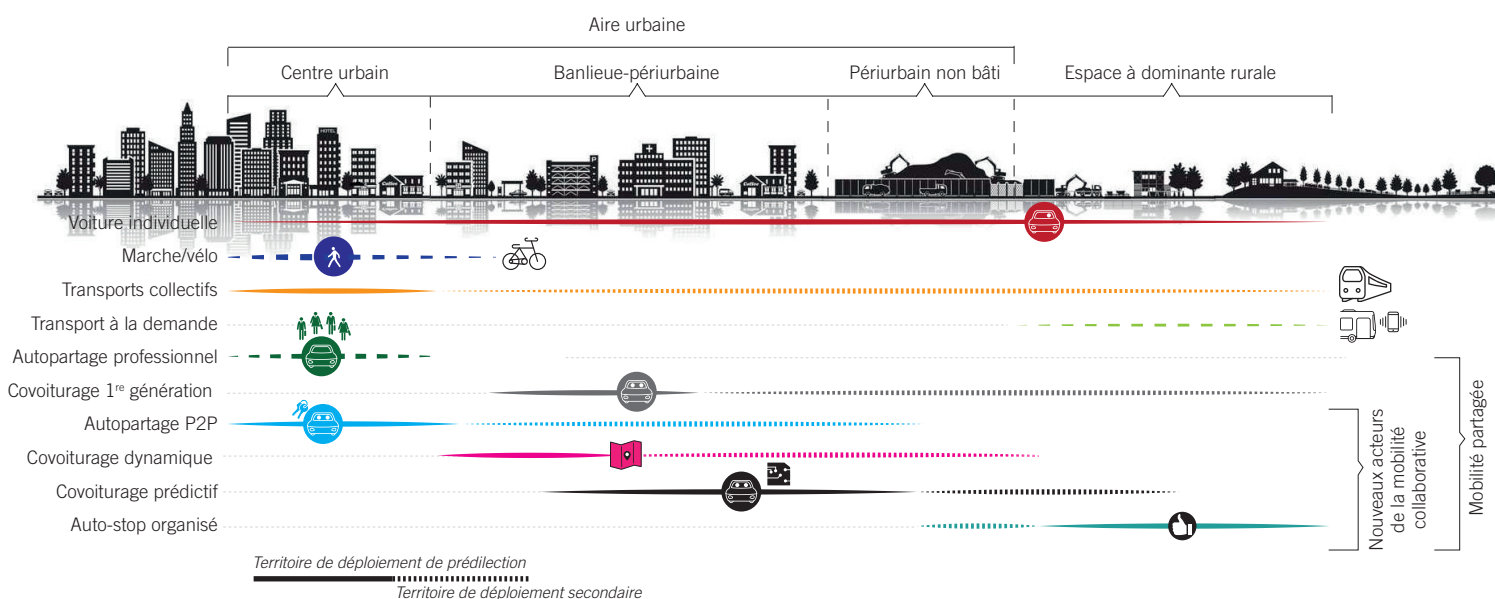 Aire urbaine
Centre urbain
Banlieue-périurbaine
Périurbain non bâti
Espace à dominante rurale
HOTEL
P
Voiture individuelle
Marche/vélo
Transports collectifs
Transport à la demande
Autopartage professionnel
Covoiturage 1re génération
Autopartage P2P
Covoiturage dynamique
Covoiturage prédictif
Auto-stop organisé
Nouveaux acteurs
de la mobilité
collaborative
Mobilité partagée
Territoire de déploiement de prédilection
Territoire de déploiement secondaire